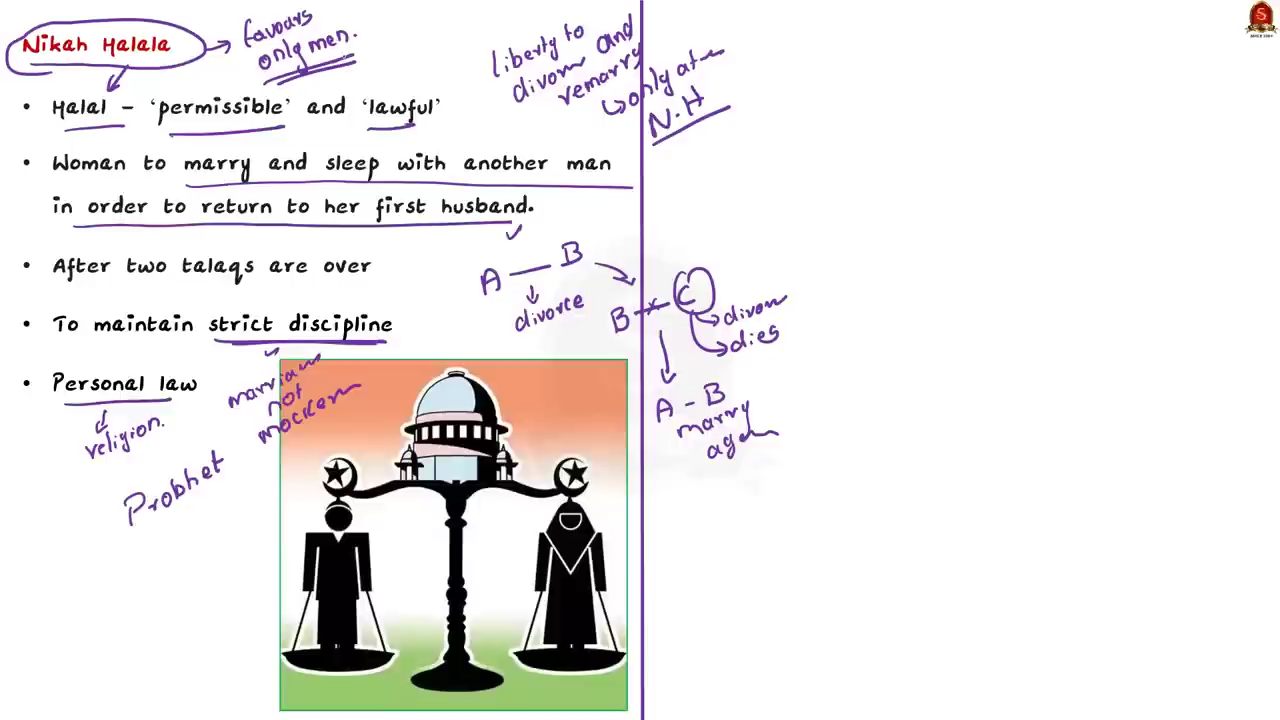 Nikah Halala
favours
only men.
liberty to
divorce and
remarry
only at
N.H
• Halal – 'permissible' and 'lawful'
• Woman to marry and sleep with another man
in order to return to her first husband.
• After two talaqs are over
A — B
divorce
B — C
divorce
dies
A - B
marry
again
• To maintain strict discipline
marriage
not
mockery
• Personal law
religion.
Prophet
S